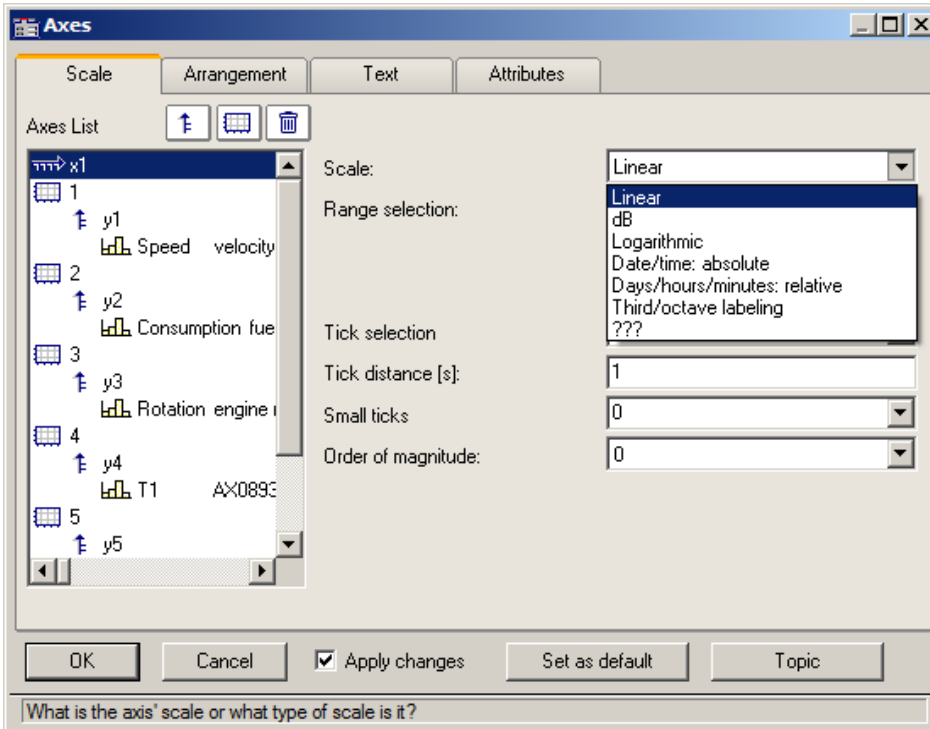 Axes
Scale Arrangement Text Attributes
Axes List
x1
1
y1
Speed velocity
2
y2
Consumption fue
3
y3
Rotation engine
4
y4
T1 AX0893
5
y5
Scale: Linear
Range selection:
Linear
dB
Logarithmic
Date/time: absolute
Days/hours/minutes: relative
Third/octave labeling
???
Tick selection
Tick distance [s]: 1
Small ticks 0
Order of magnitude: 0
OK Cancel Apply changes Set as default Topic
What is the axis' scale or what type of scale is it?